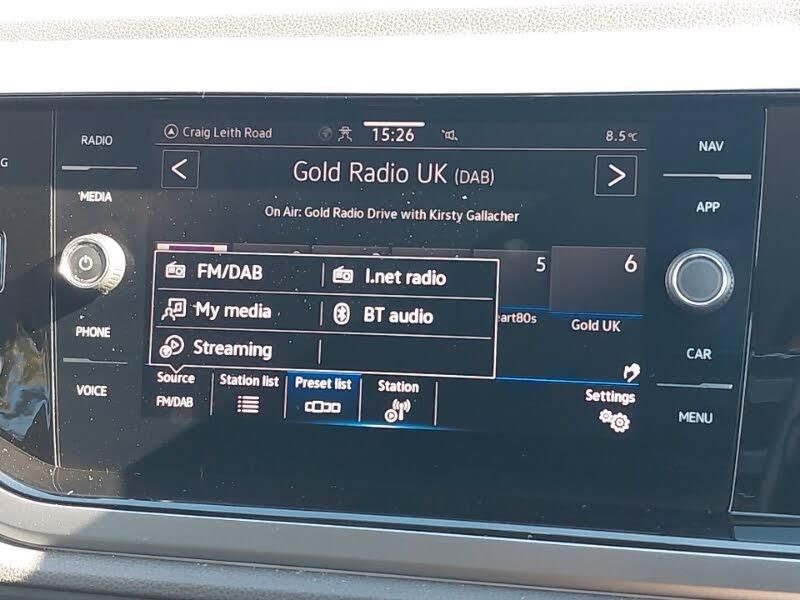 G
RADIO
MEDIA
PHONE
VOICE
Craig Leith Road
15:26
8.5°C
Gold Radio UK (DAB)
On Air: Gold Radio Drive with Kirsty Gallacher
5
6
eart80s
Gold UK
FM/DAB
I.net radio
My media
BT audio
Streaming
Source
FM/DAB
Station list
Preset list
Station
Settings
NAV
APP
CAR
MENU